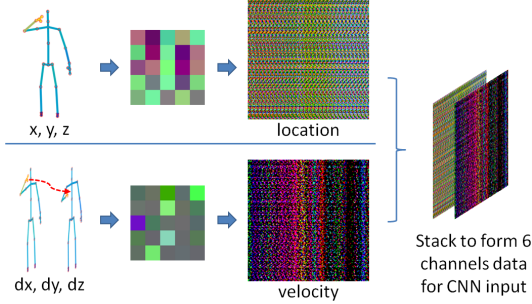 x, y, z
location
dx, dy, dz
velocity
Stack to form 6
channels data
for CNN input